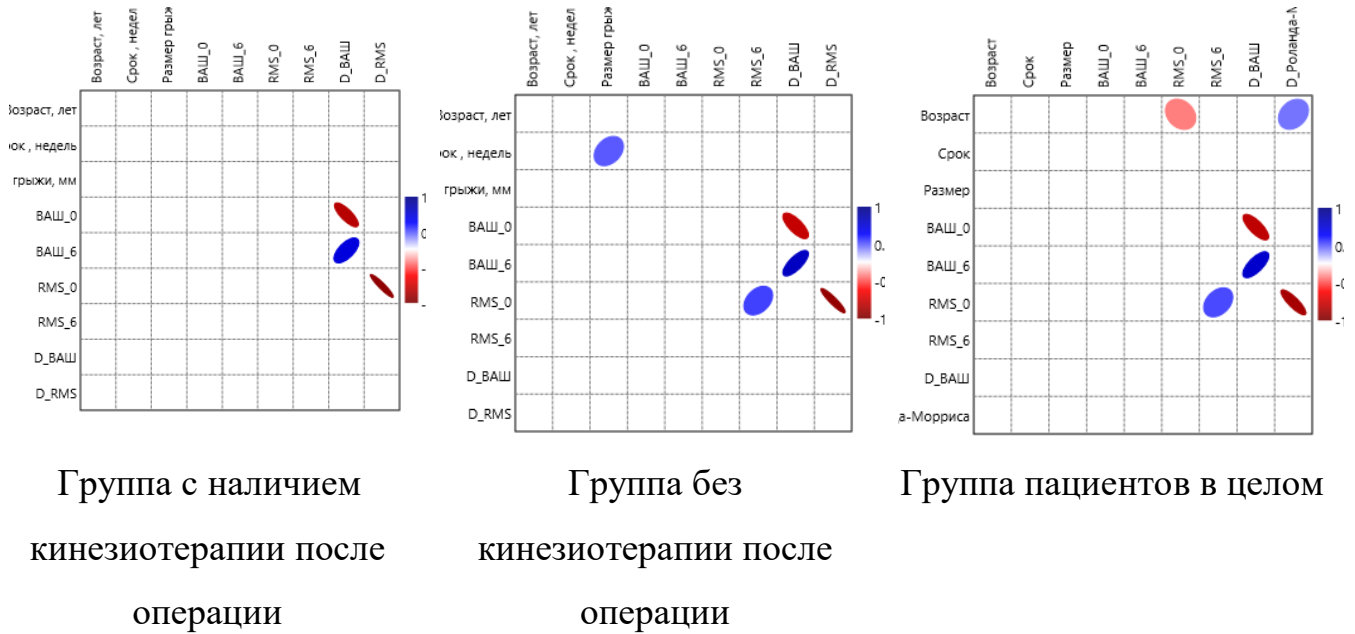 Возраст, лет
Срок , недел
Размер грыж
ВАШ_0
ВАШ_6
RMS_0
RMS_6
D_ВАШ
D_RMS
Возраст, лет
ок , недель
грыжи, мм
ВАШ_0
ВАШ_6
RMS_0
RMS_6
D_ВАШ
D_RMS
1
Возраст, лет
Срок , недел
Размер гры
ВАШ_0
ВАШ_6
RMS_0
RMS_6
D_ВАШ
D_RMS
Возраст, лет
ок , недель
грыжи, мм
ВАШ_0
ВАШ_6
RMS_0
RMS_6
D_ВАШ
D_RMS
1
0.
-1
Возраст
Срок
Размер
ВАШ_0
ВАШ_6
RMS_0
RMS_6
D_ВАШ
D_Роланда-М
Возраст
Срок
Размер
ВАШ_0
ВАШ_6
RMS_0
RMS_6
D_ВАШ
а-Морриса
1
0.
-0
-1
Группа с наличием
кинезиотерапии после
операции
Группа без
кинезиотерапии после
операции
Группа пациентов в целом